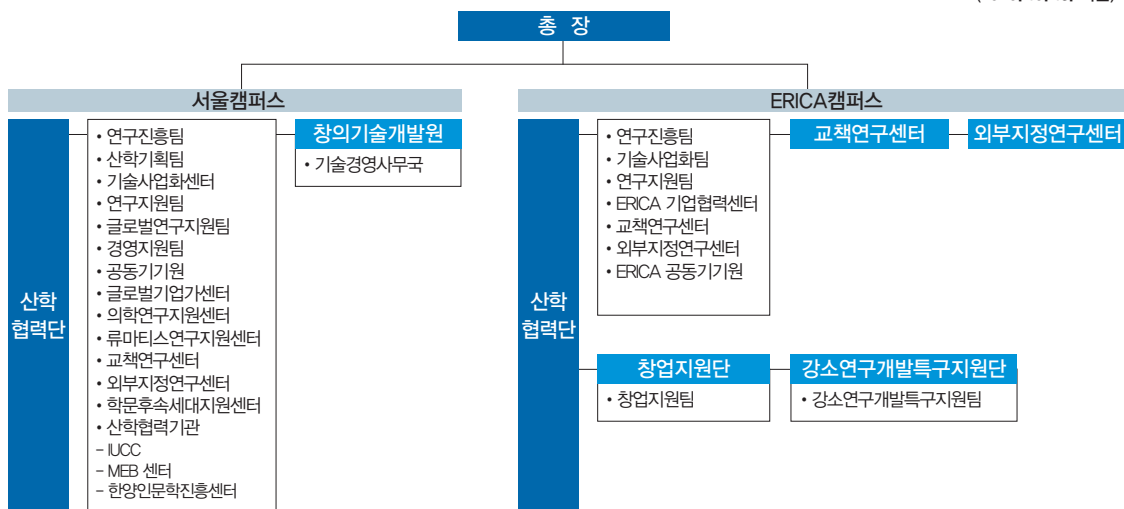 총 장
서울캠퍼스
산학
협력단
• 연구진흥팀
• 산학기획팀
• 기술사업화센터
• 연구지원팀
• 글로벌연구지원팀
• 경영지원팀
• 공동기기원
• 글로벌기업가센터
• 의학연구지원센터
• 류마티스연구지원센터
• 교책연구센터
• 외부지정연구센터
• 학문후속세대지원센터
• 산학협력기관
- IUCC
- MEB 센터
- 한양인문학진흥센터
창의기술개발원
• 기술경영사무국
ERICA캠퍼스
산학
협력단
• 연구진흥팀
• 기술사업화팀
• 연구지원팀
• ERICA 기업협력센터
• 교책연구센터
• 외부지정연구센터
• ERICA 공동기기원
교책연구센터
외부지정연구센터
창업지원단
• 창업지원팀
강소연구개발특구지원단
• 강소연구개발특구지원팀